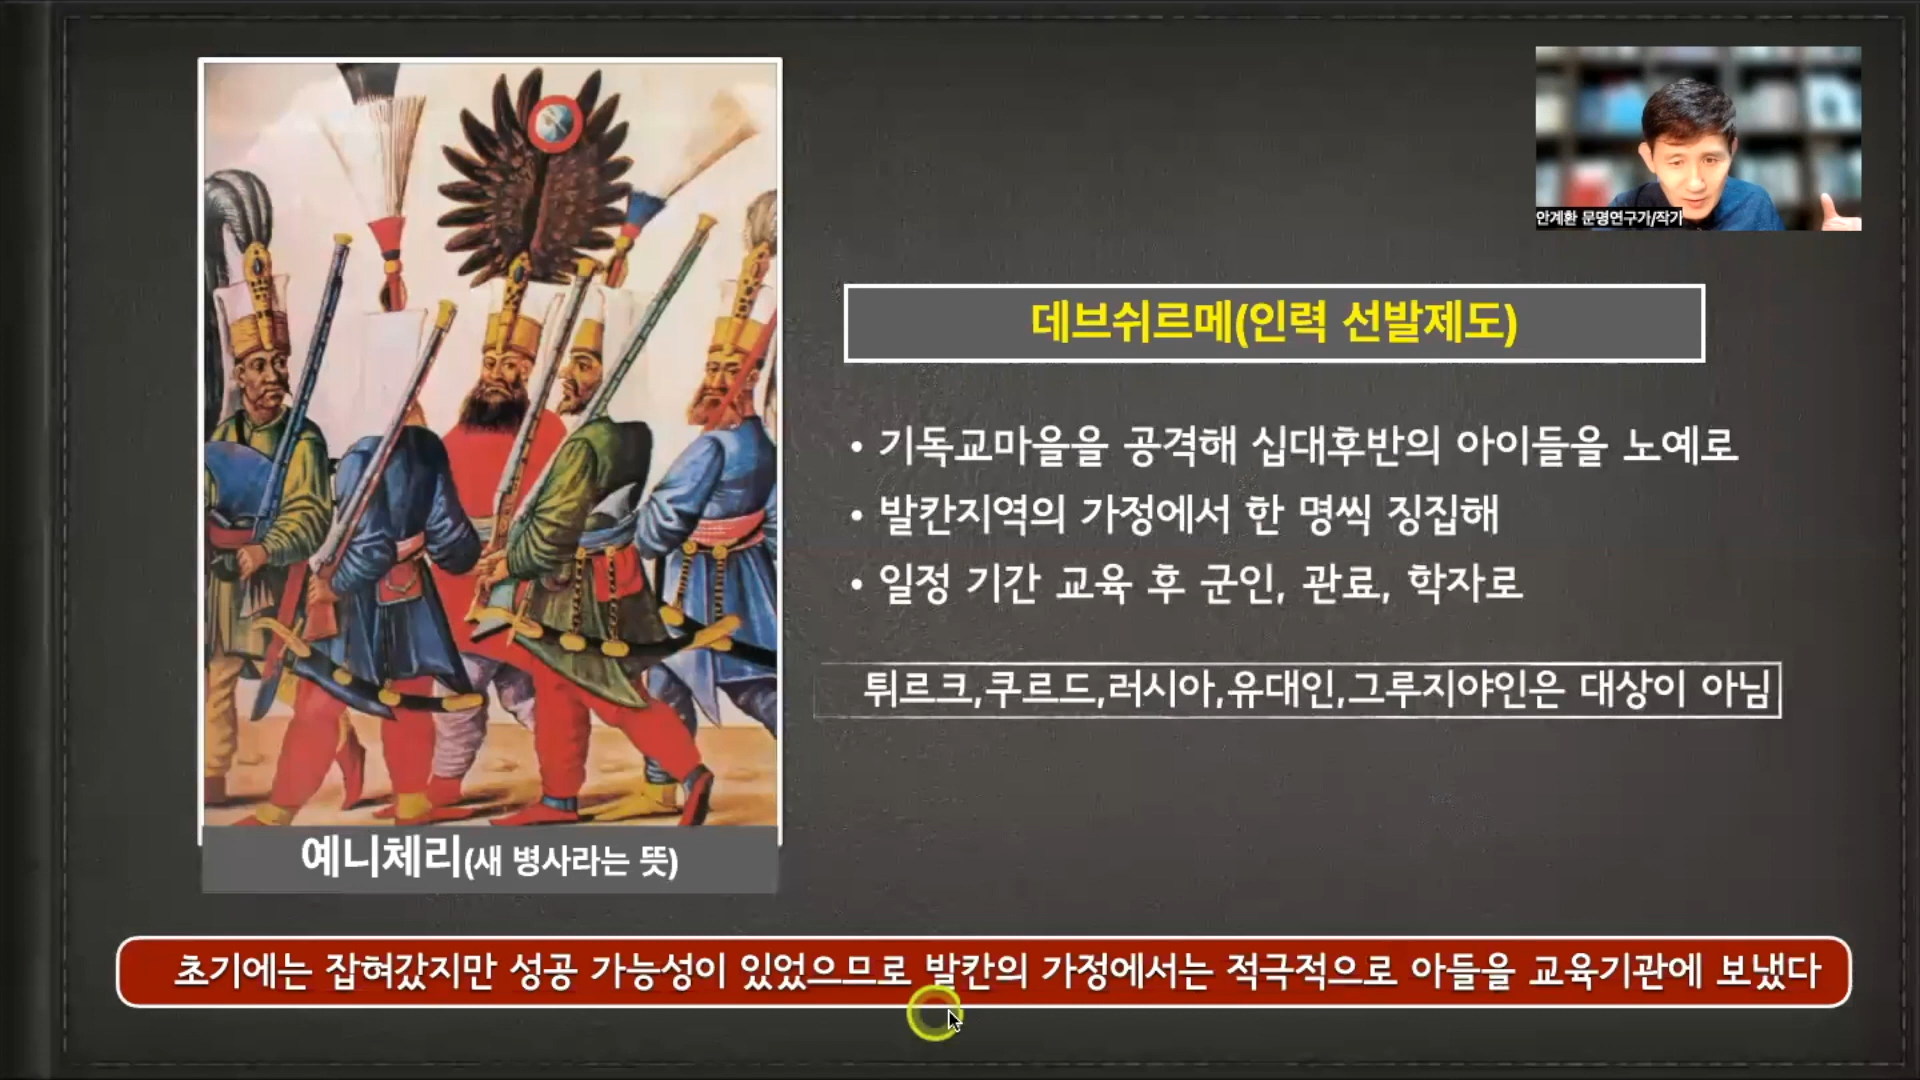 안계환 문명연구가/작가
데브쉬르메(인력 선발제도)
• 기독교마을을 공격해 십대후반의 아이들을 노예로
• 발칸지역의 가정에서 한 명씩 징집해
• 일정 기간 교육 후 군인, 관료, 학자로
튀르크,쿠르드,러시아,유대인,그루지야인은 대상이 아님
예니체리(새 병사라는 뜻)
초기에는 잡혀갔지만 성공 가능성이 있었으므로 발칸의 가정에서는 적극적으로 아들을 교육기관에 보냈다